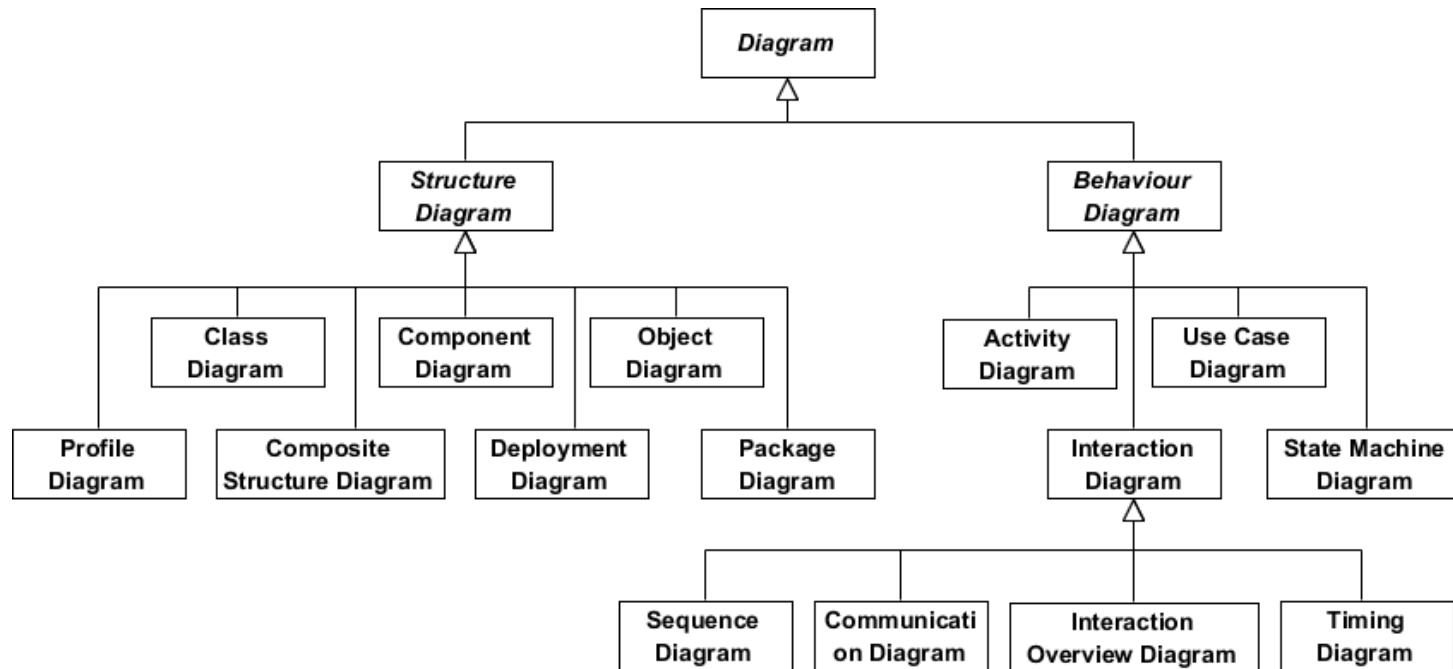 Diagram
Structure
Diagram
Behaviour
Diagram
Class
Diagram
Component
Diagram
Object
Diagram
Activity
Diagram
Use Case
Diagram
Profile
Diagram
Composite
Structure Diagram
Deployment
Diagram
Package
Diagram
Interaction
Diagram
State Machine
Diagram
Sequence
Diagram
Communicati
on Diagram
Interaction
Overview Diagram
Timing
Diagram